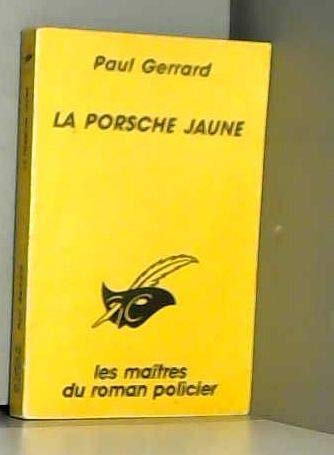 Paul Gerrard
LA PORSCHE JAUNE
les maîtres
du roman policier